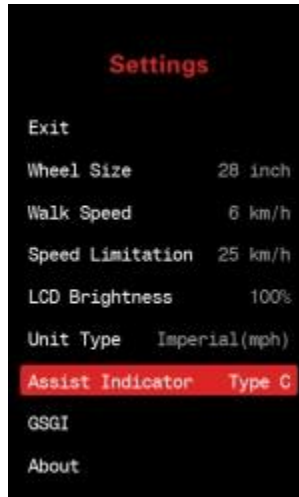 Settings
Exit
Wheel Size 28 inch
Walk Speed 6 km/h
Speed Limitation 25 km/h
LCD Brightness 100%
Unit Type Imperial(mph)
Assist Indicator Type C
GSGI
About